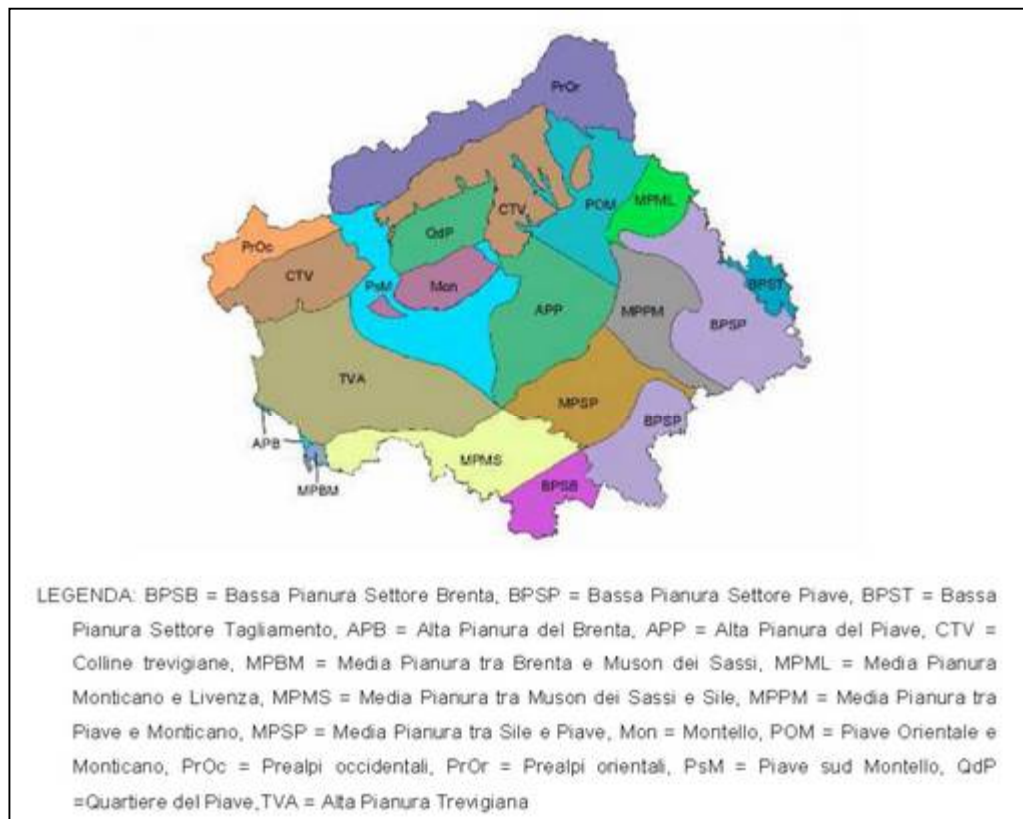 PrOr
CTV
POM
MPML
QdP
PrOc
CTV
PsM
Mon
BPST
APP
MPPM
BPSP
TVA
MPSP
BPSP
APB
MPMS
MPBM
BPSB
LEGENDA: BPSB = Bassa Pianura Settore Brenta, BPSP = Bassa Pianura Settore Piave, BPST = Bassa
Pianura Settore Tagliamento, APB = Alta Pianura del Brenta, APP = Alta Pianura del Piave, CTV =
Colline trevigiane, MPBM = Media Pianura tra Brenta e Muson dei Sassi, MPML = Media Pianura
Monticano e Livenza, MPMS = Media Pianura tra Muson dei Sassi e Sile, MPPM = Media Pianura tra
Piave e Monticano, MPSP = Media Pianura tra Sile e Piave, Mon = Montello, POM = Piave Orientale e
Monticano, PrOc = Prealpi occidentali, PrOr = Prealpi orientali, PsM = Piave sud Montello, QdP
=Quartiere del Piave,TVA = Alta Pianura Trevigiana